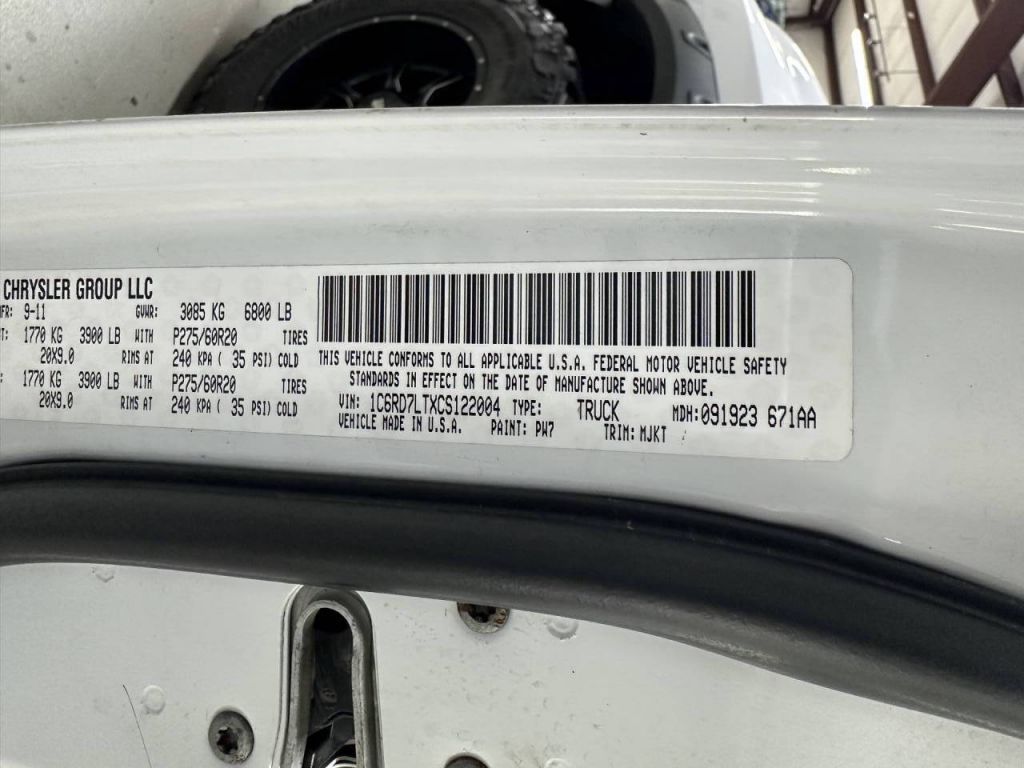 CHRYSLER GROUP LLC
FR: 9-11 GVWR: 3085 KG 6800 LB
T: 1770 KG 3900 LB WITH P275/60R20 TIRES
20X9.0 RIMS AT 240 KPA ( 35 PSI) COLD
: 1770 KG 3900 LB WITH P275/60R20 TIRES
20X9.0 RIMS AT 240 KPA ( 35 PSI) COLD
THIS VEHICLE CONFORMS TO ALL APPLICABLE U.S.A. FEDERAL MOTOR VEHICLE SAFETY
STANDARDS IN EFFECT ON THE DATE OF MANUFACTURE SHOWN ABOVE.
VIN: 1C6RD7LTXCS122004 TYPE: TRUCK MDH:091923 671AA
VEHICLE MADE IN U.S.A. PAINT: PW7 TRIM: MJKT